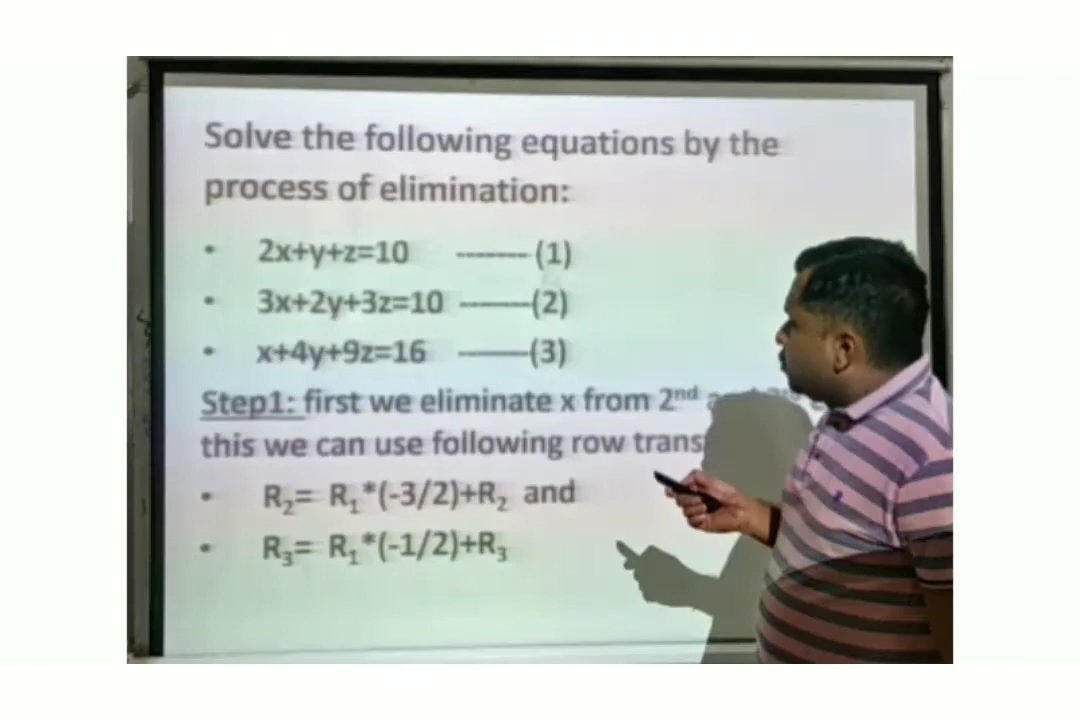 Solve the following equations by the
process of elimination:
• 2x+y+z=10 --------(1)
• 3x+2y+3z=10 --------(2)
• x+4y+9z=16 --------(3)
Step1: first we eliminate x from 2nd
this we can use following row trans
• R₂= R₁*(-3/2)+R₂ and
• R₃= R₁*(-1/2)+R₃